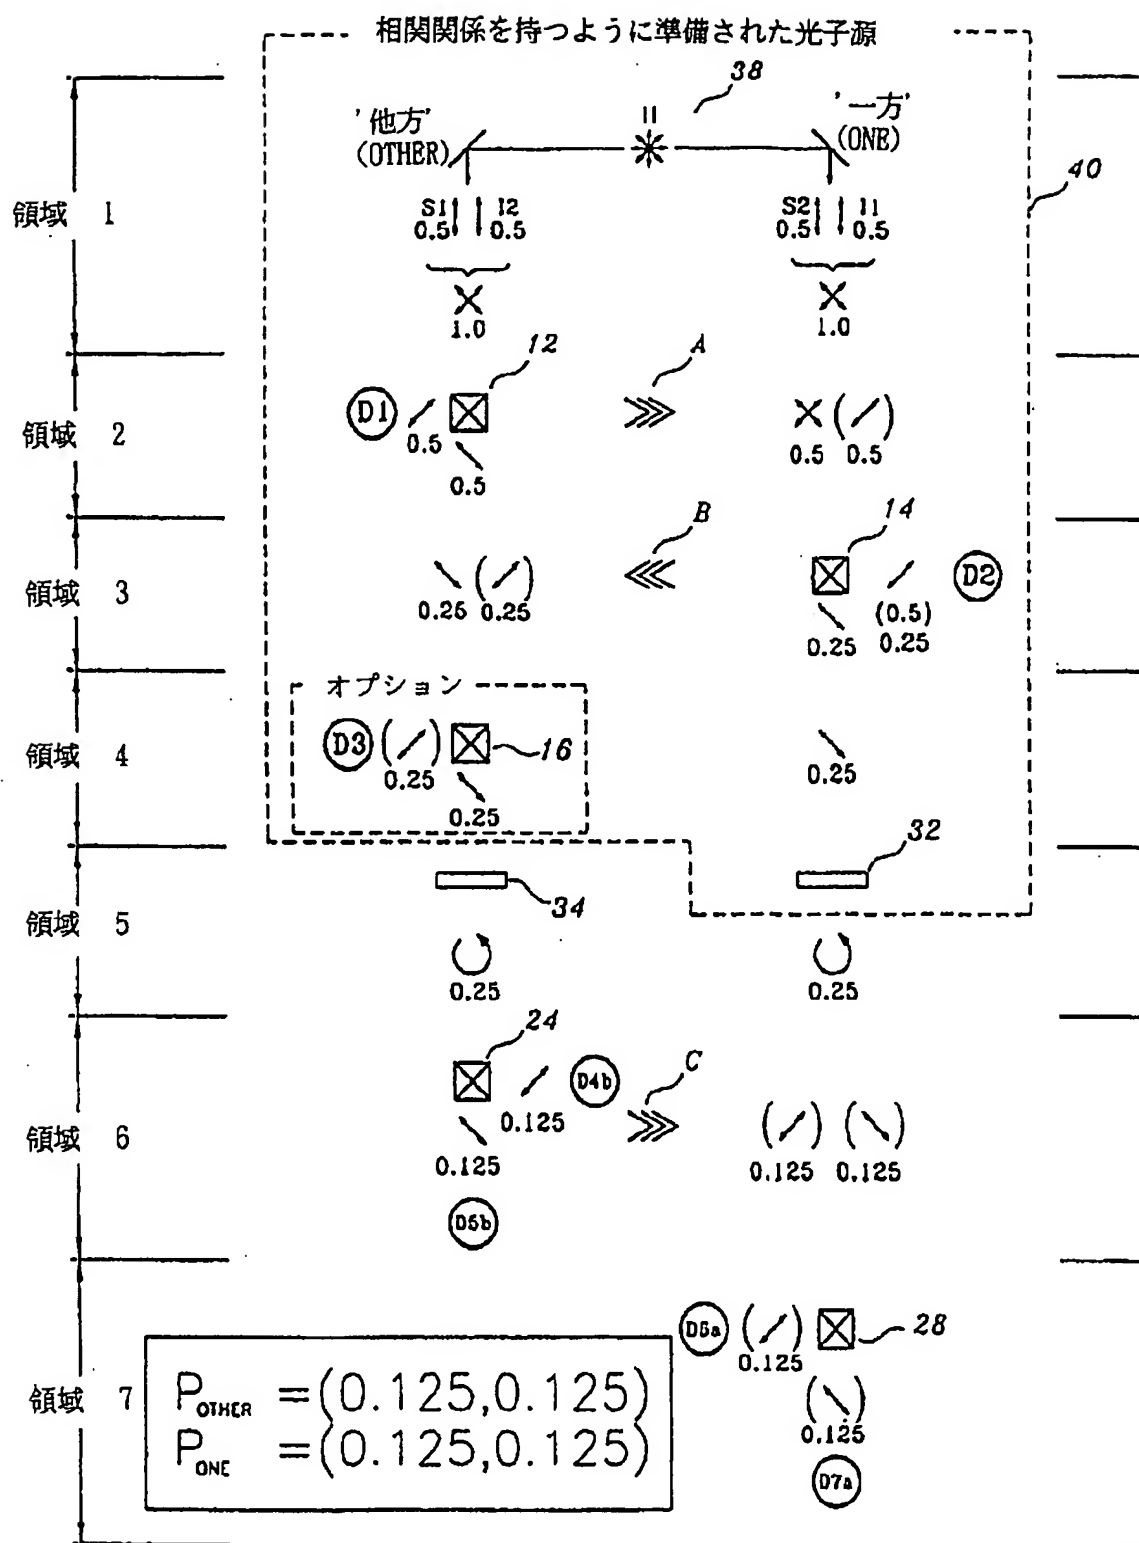 相関関係を持つように準備された光子源
38
'他方'
(OTHER)
II
'一方'
(ONE)
40
領域 1
S1 I2
0.5 0.5
S2 I1
0.5 0.5
1.0
1.0
12
A
領域 2
D1
0.5
0.5
0.5 0.5
B
14
領域 3
0.25 0.25
D2
0.25
(0.5)
0.25
オプション
領域 4
D3
0.25
16
0.25
0.25
32
34
領域 5
0.25
0.25
24
D4b
C
0.125
領域 6
0.125
0.125 0.125
D5b
D6a
0.125
28
領域 7
P OTHER =(0.125,0.125)
P ONE =(0.125,0.125)
0.125
D7a